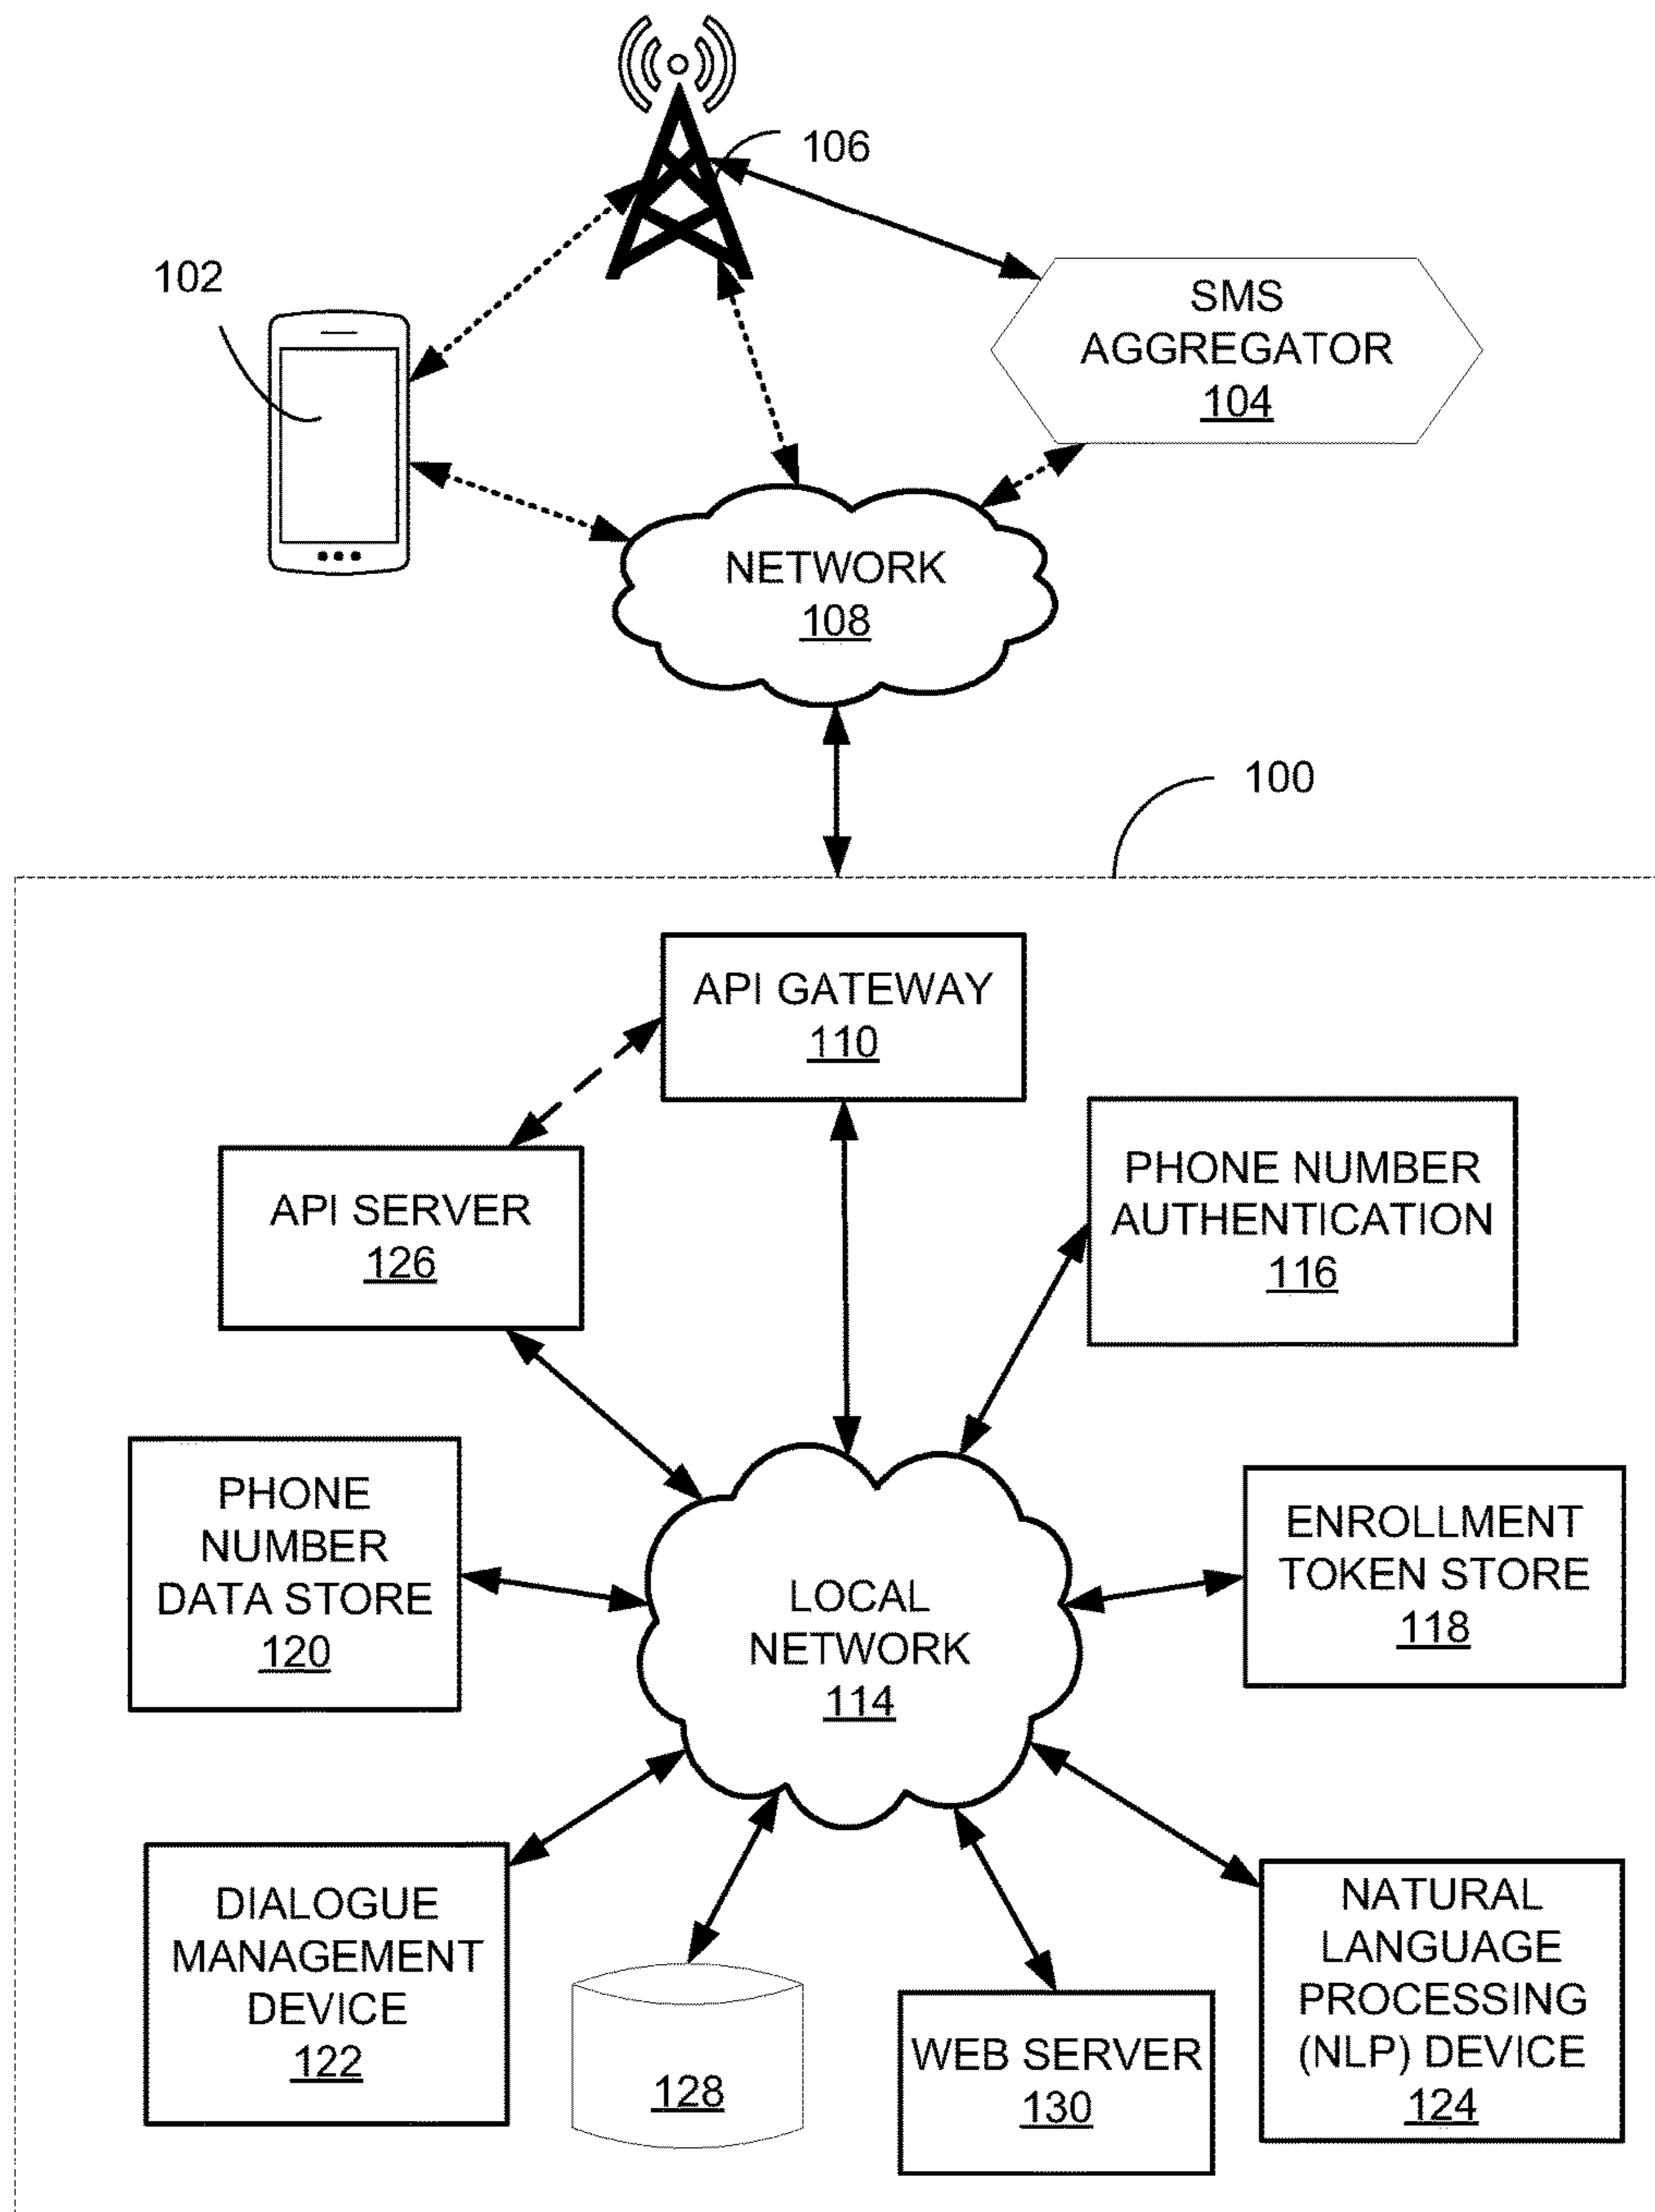 106
102
SMS
AGGREGATOR
104
NETWORK
108
100
API GATEWAY
110
PHONE NUMBER
AUTHENTICATION
116
API SERVER
126
PHONE
NUMBER
DATA STORE
120
ENROLLMENT
TOKEN STORE
118
LOCAL
NETWORK
114
DIALOGUE
MANAGEMENT
DEVICE
122
128
WEB SERVER
130
NATURAL
LANGUAGE
PROCESSING
(NLP) DEVICE
124